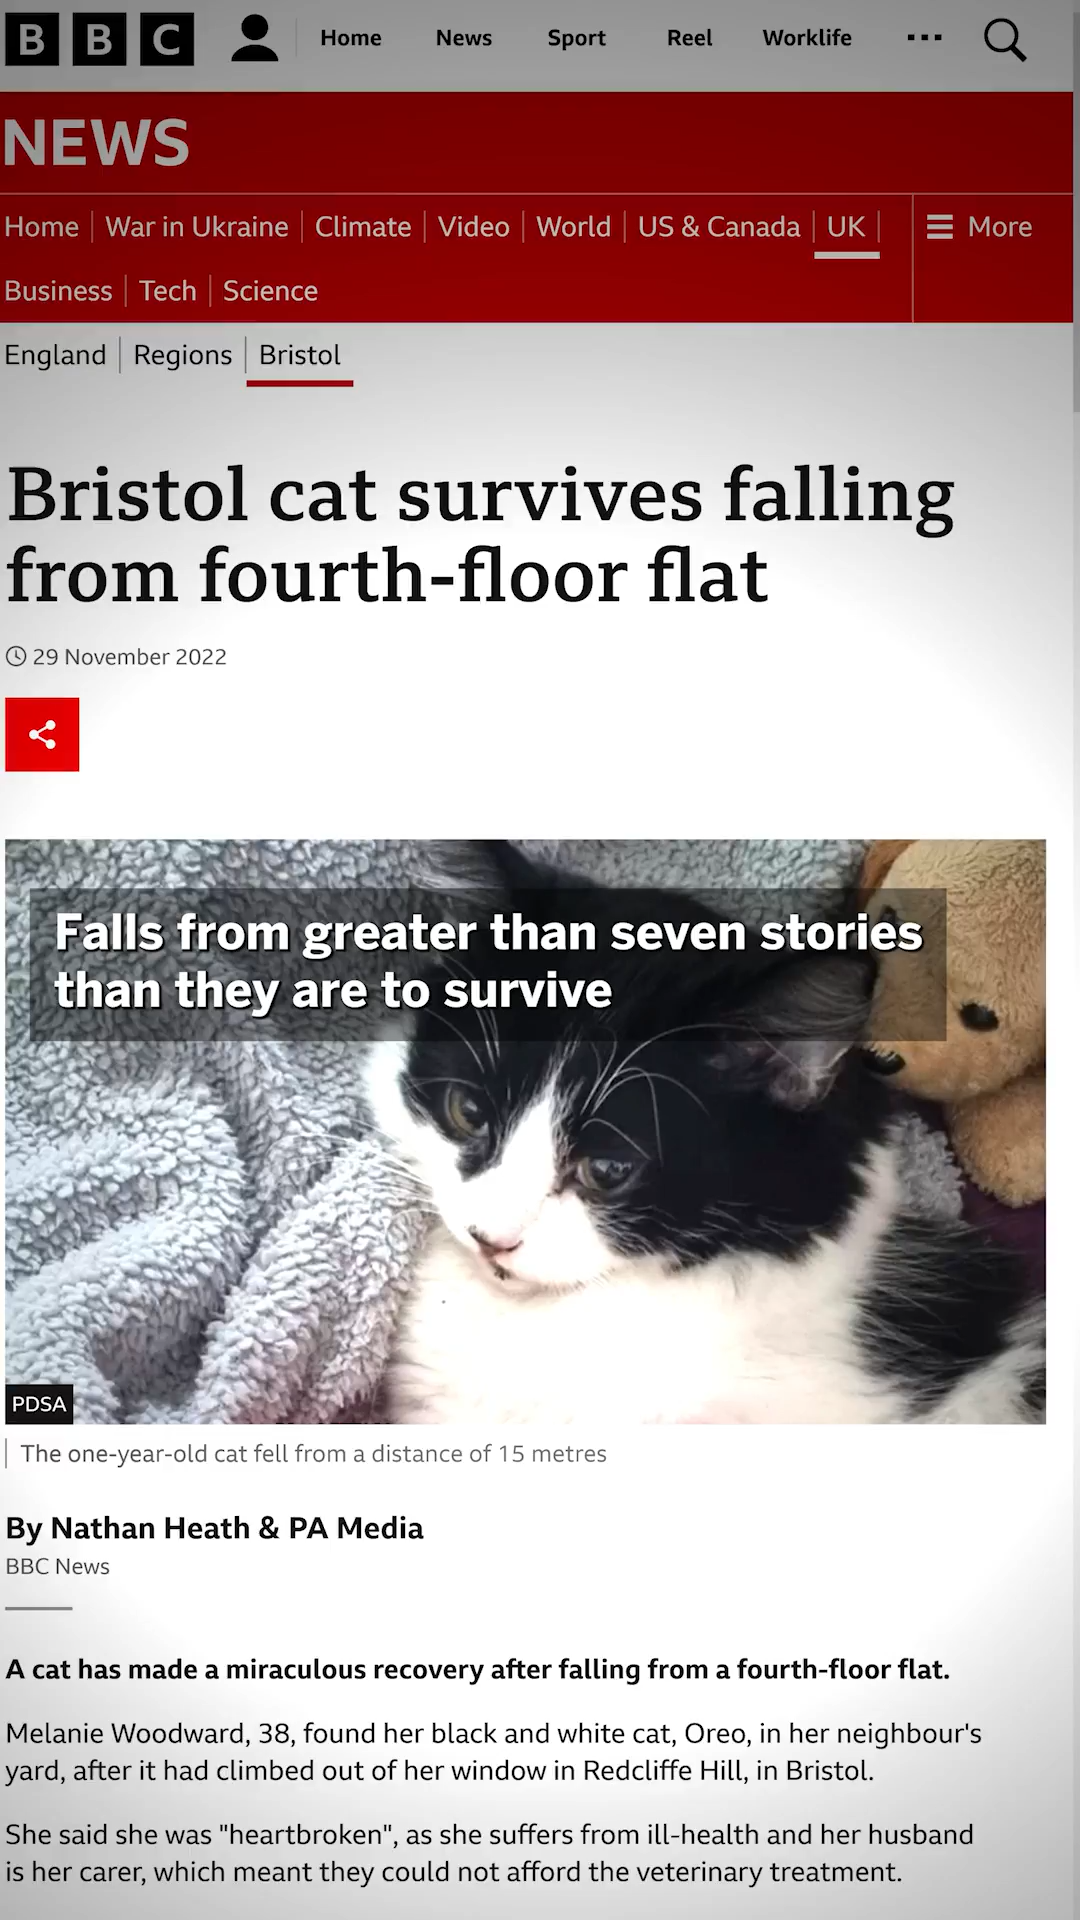 BBC Home News Sport Reel Worklife ...
NEWS
Home War in Ukraine Climate Video World US & Canada UK More
Business Tech Science
England Regions Bristol
Bristol cat survives falling
from fourth-floor flat
29 November 2022
Falls from greater than seven stories
than they are to survive
PDSA
The one-year-old cat fell from a distance of 15 metres
By Nathan Heath & PA Media
BBC News
A cat has made a miraculous recovery after falling from a fourth-floor flat.
Melanie Woodward, 38, found her black and white cat, Oreo, in her neighbour's
yard, after it had climbed out of her window in Redcliffe Hill, in Bristol.
She said she was "heartbroken", as she suffers from ill-health and her husband
is her carer, which meant they could not afford the veterinary treatment.